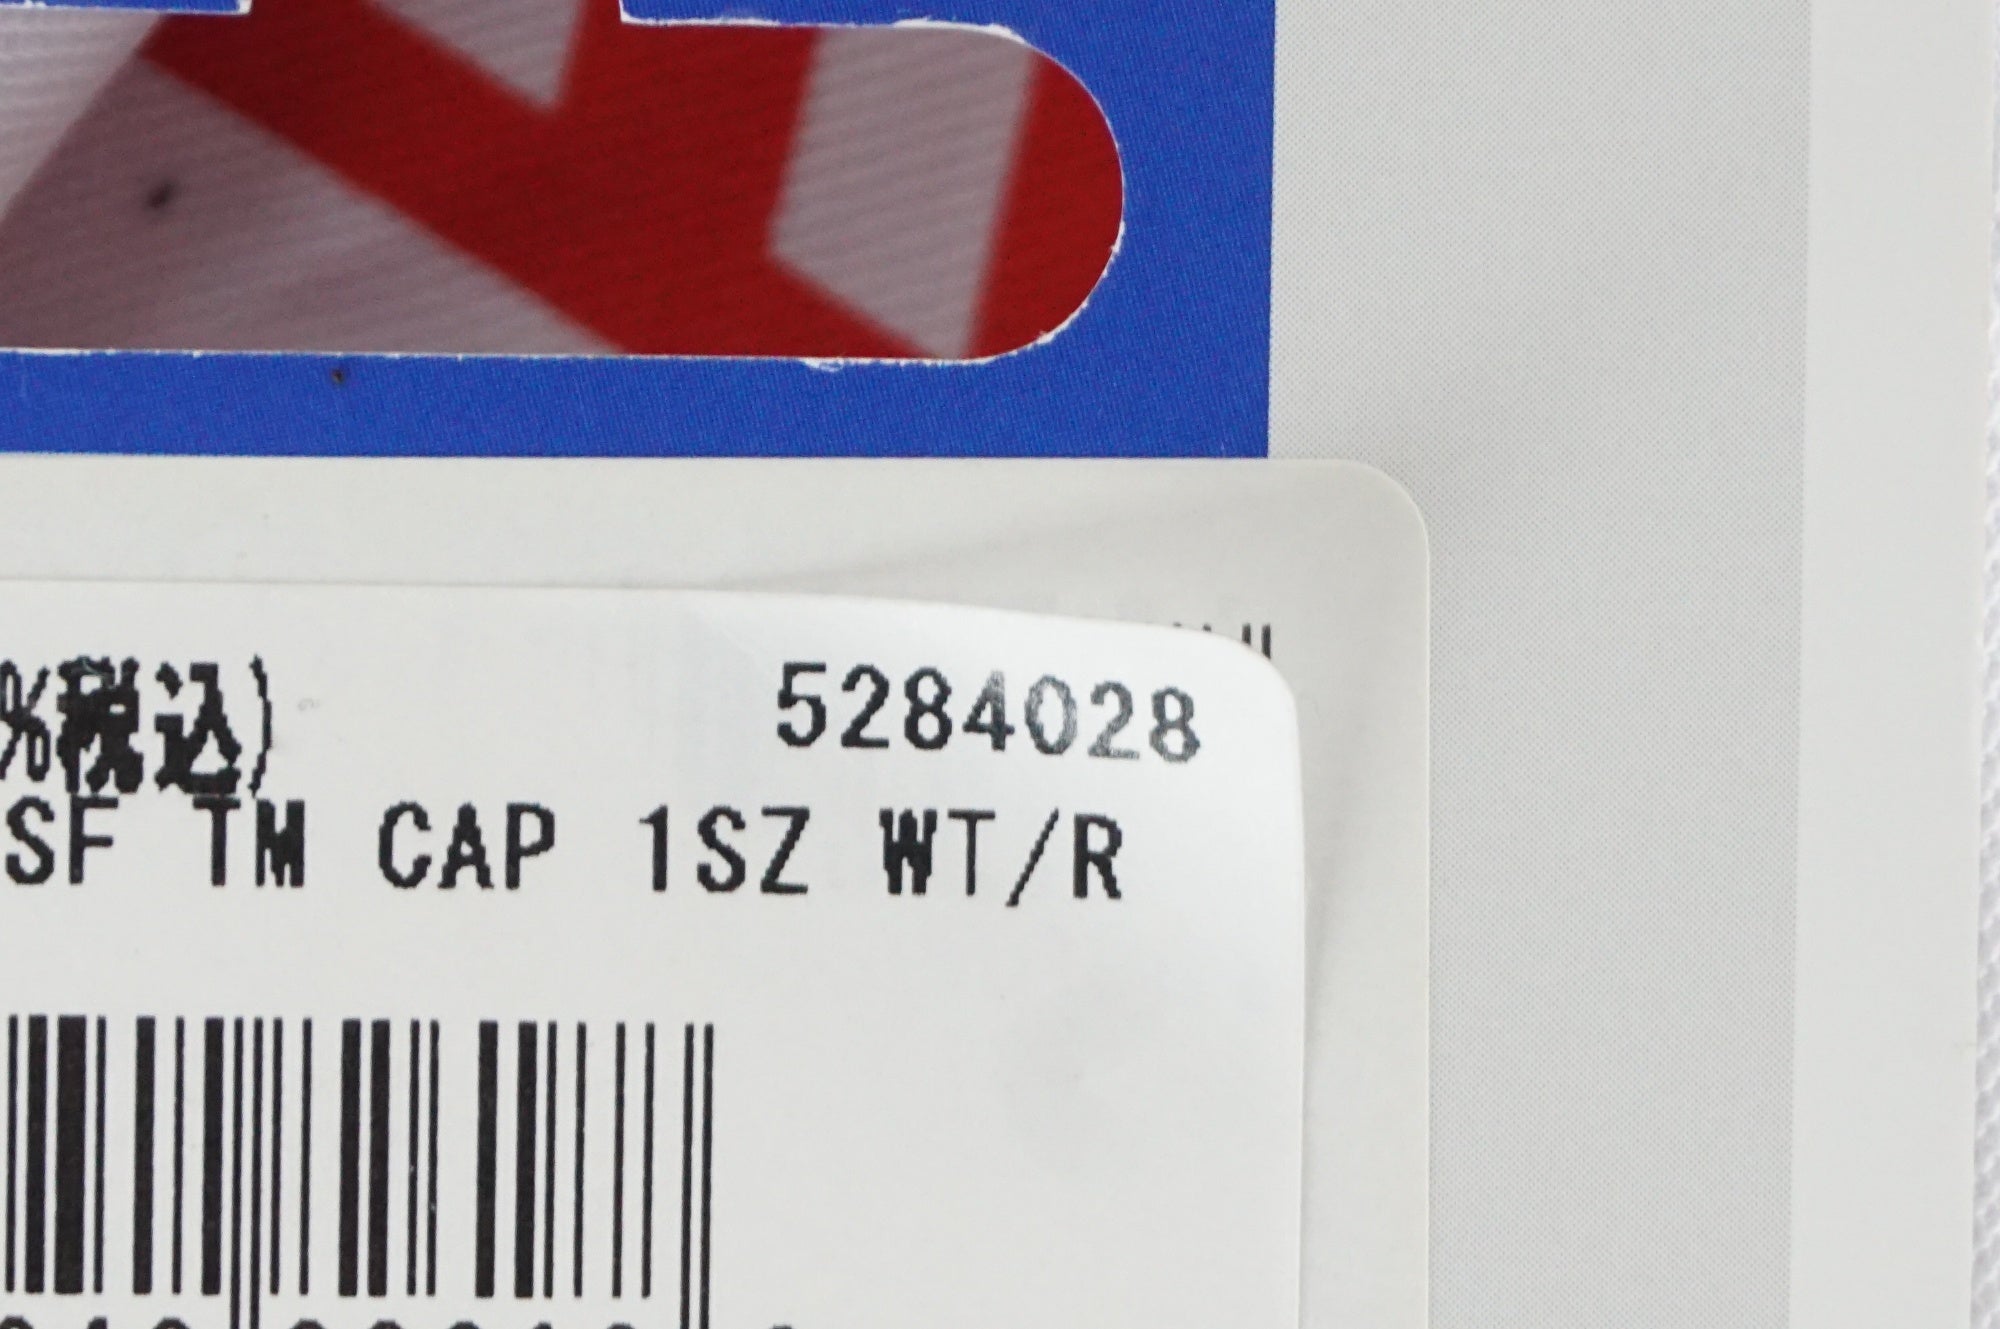 %税込) 5284028
SF TM CAP 1SZ WT/R